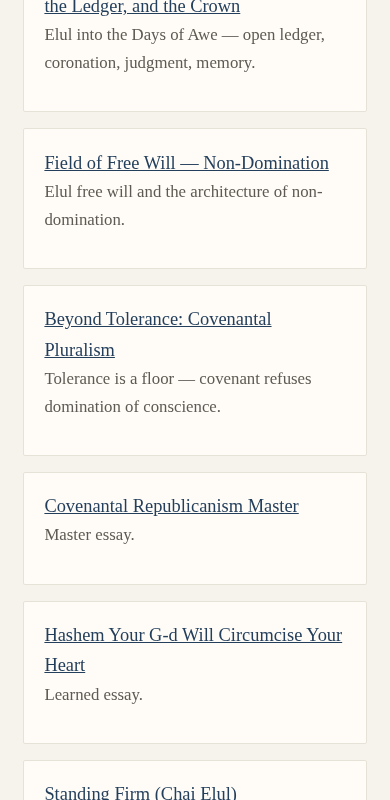 the Ledger, and the Crown
Elul into the Days of Awe — open ledger,
coronation, judgment, memory.
Field of Free Will — Non-Domination
Elul free will and the architecture of non-
domination.
Beyond Tolerance: Covenantal
Pluralism
Tolerance is a floor — covenant refuses
domination of conscience.
Covenantal Republicanism Master
Master essay.
Hashem Your G-d Will Circumcise Your
Heart
Learned essay.
Standing Firm (Chai Elul)